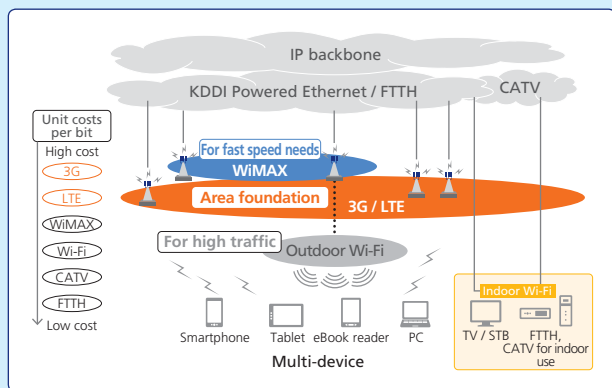 IP backbone
KDDI Powered Ethernet / FTTH
CATV
Unit costs
per bit
High cost
3G
LTE
WiMAX
Wi-Fi
CATV
FTTH
Low cost
For fast speed needs
WiMAX
Area foundation
3G / LTE
For high traffic
Outdoor Wi-Fi
Smartphone
Tablet
eBook reader
PC
Multi-device
Indoor Wi-Fi
TV / STB
FTTH,
CATV for indoor
use